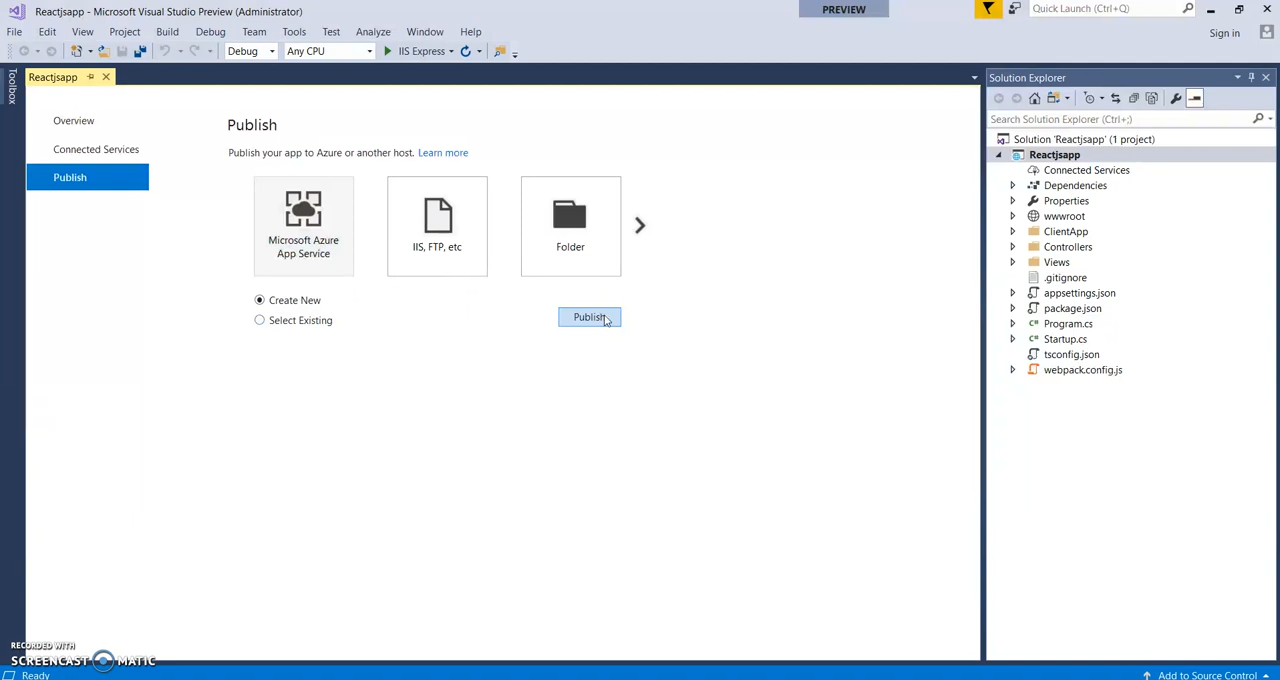 Reactjsapp - Microsoft Visual Studio Preview (Administrator)
PREVIEW
Quick Launch (Ctrl+Q)
File Edit View Project Build Debug Team Tools Test Analyze Window Help
Sign in
Debug
Any CPU
IIS Express
Toolbox
Reactjsapp
Overview
Connected Services
Publish
Publish
Publish your app to Azure or another host. Learn more
Microsoft Azure
App Service
IIS, FTP, etc
Folder
Create New
Select Existing
Publish
Solution Explorer
Search Solution Explorer (Ctrl+;)
Solution 'Reactjsapp' (1 project)
Reactjsapp
Connected Services
Dependencies
Properties
wwwroot
ClientApp
Controllers
Views
.gitignore
appsettings.json
package.json
Program.cs
Startup.cs
tsconfig.json
webpack.config.js
RECORDED WITH
SCREENCAST MATIC
Ready
Add to Source Control